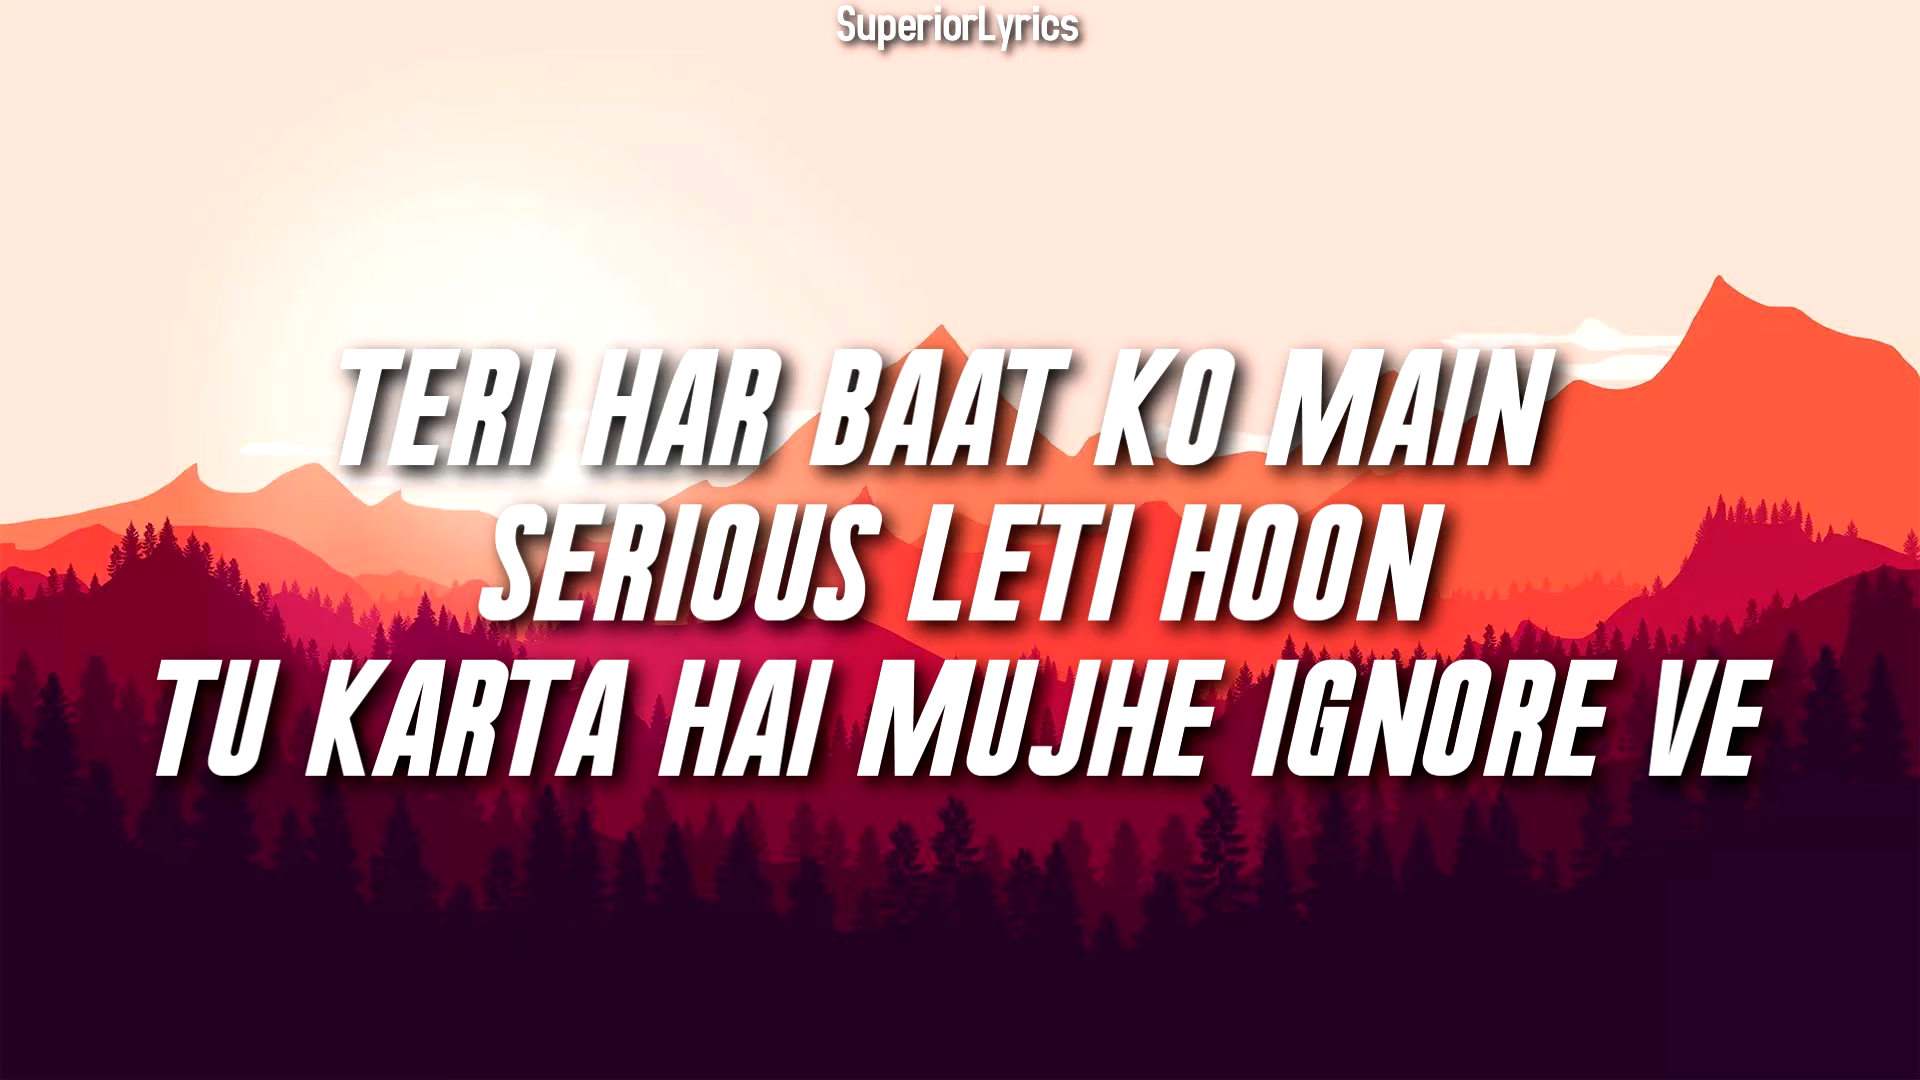 SuperiorLyrics
TERI HAR BAAT KO MAIN
SERIOUS LETI HOON
TU KARTA HAI MUJHE IGNORE VE